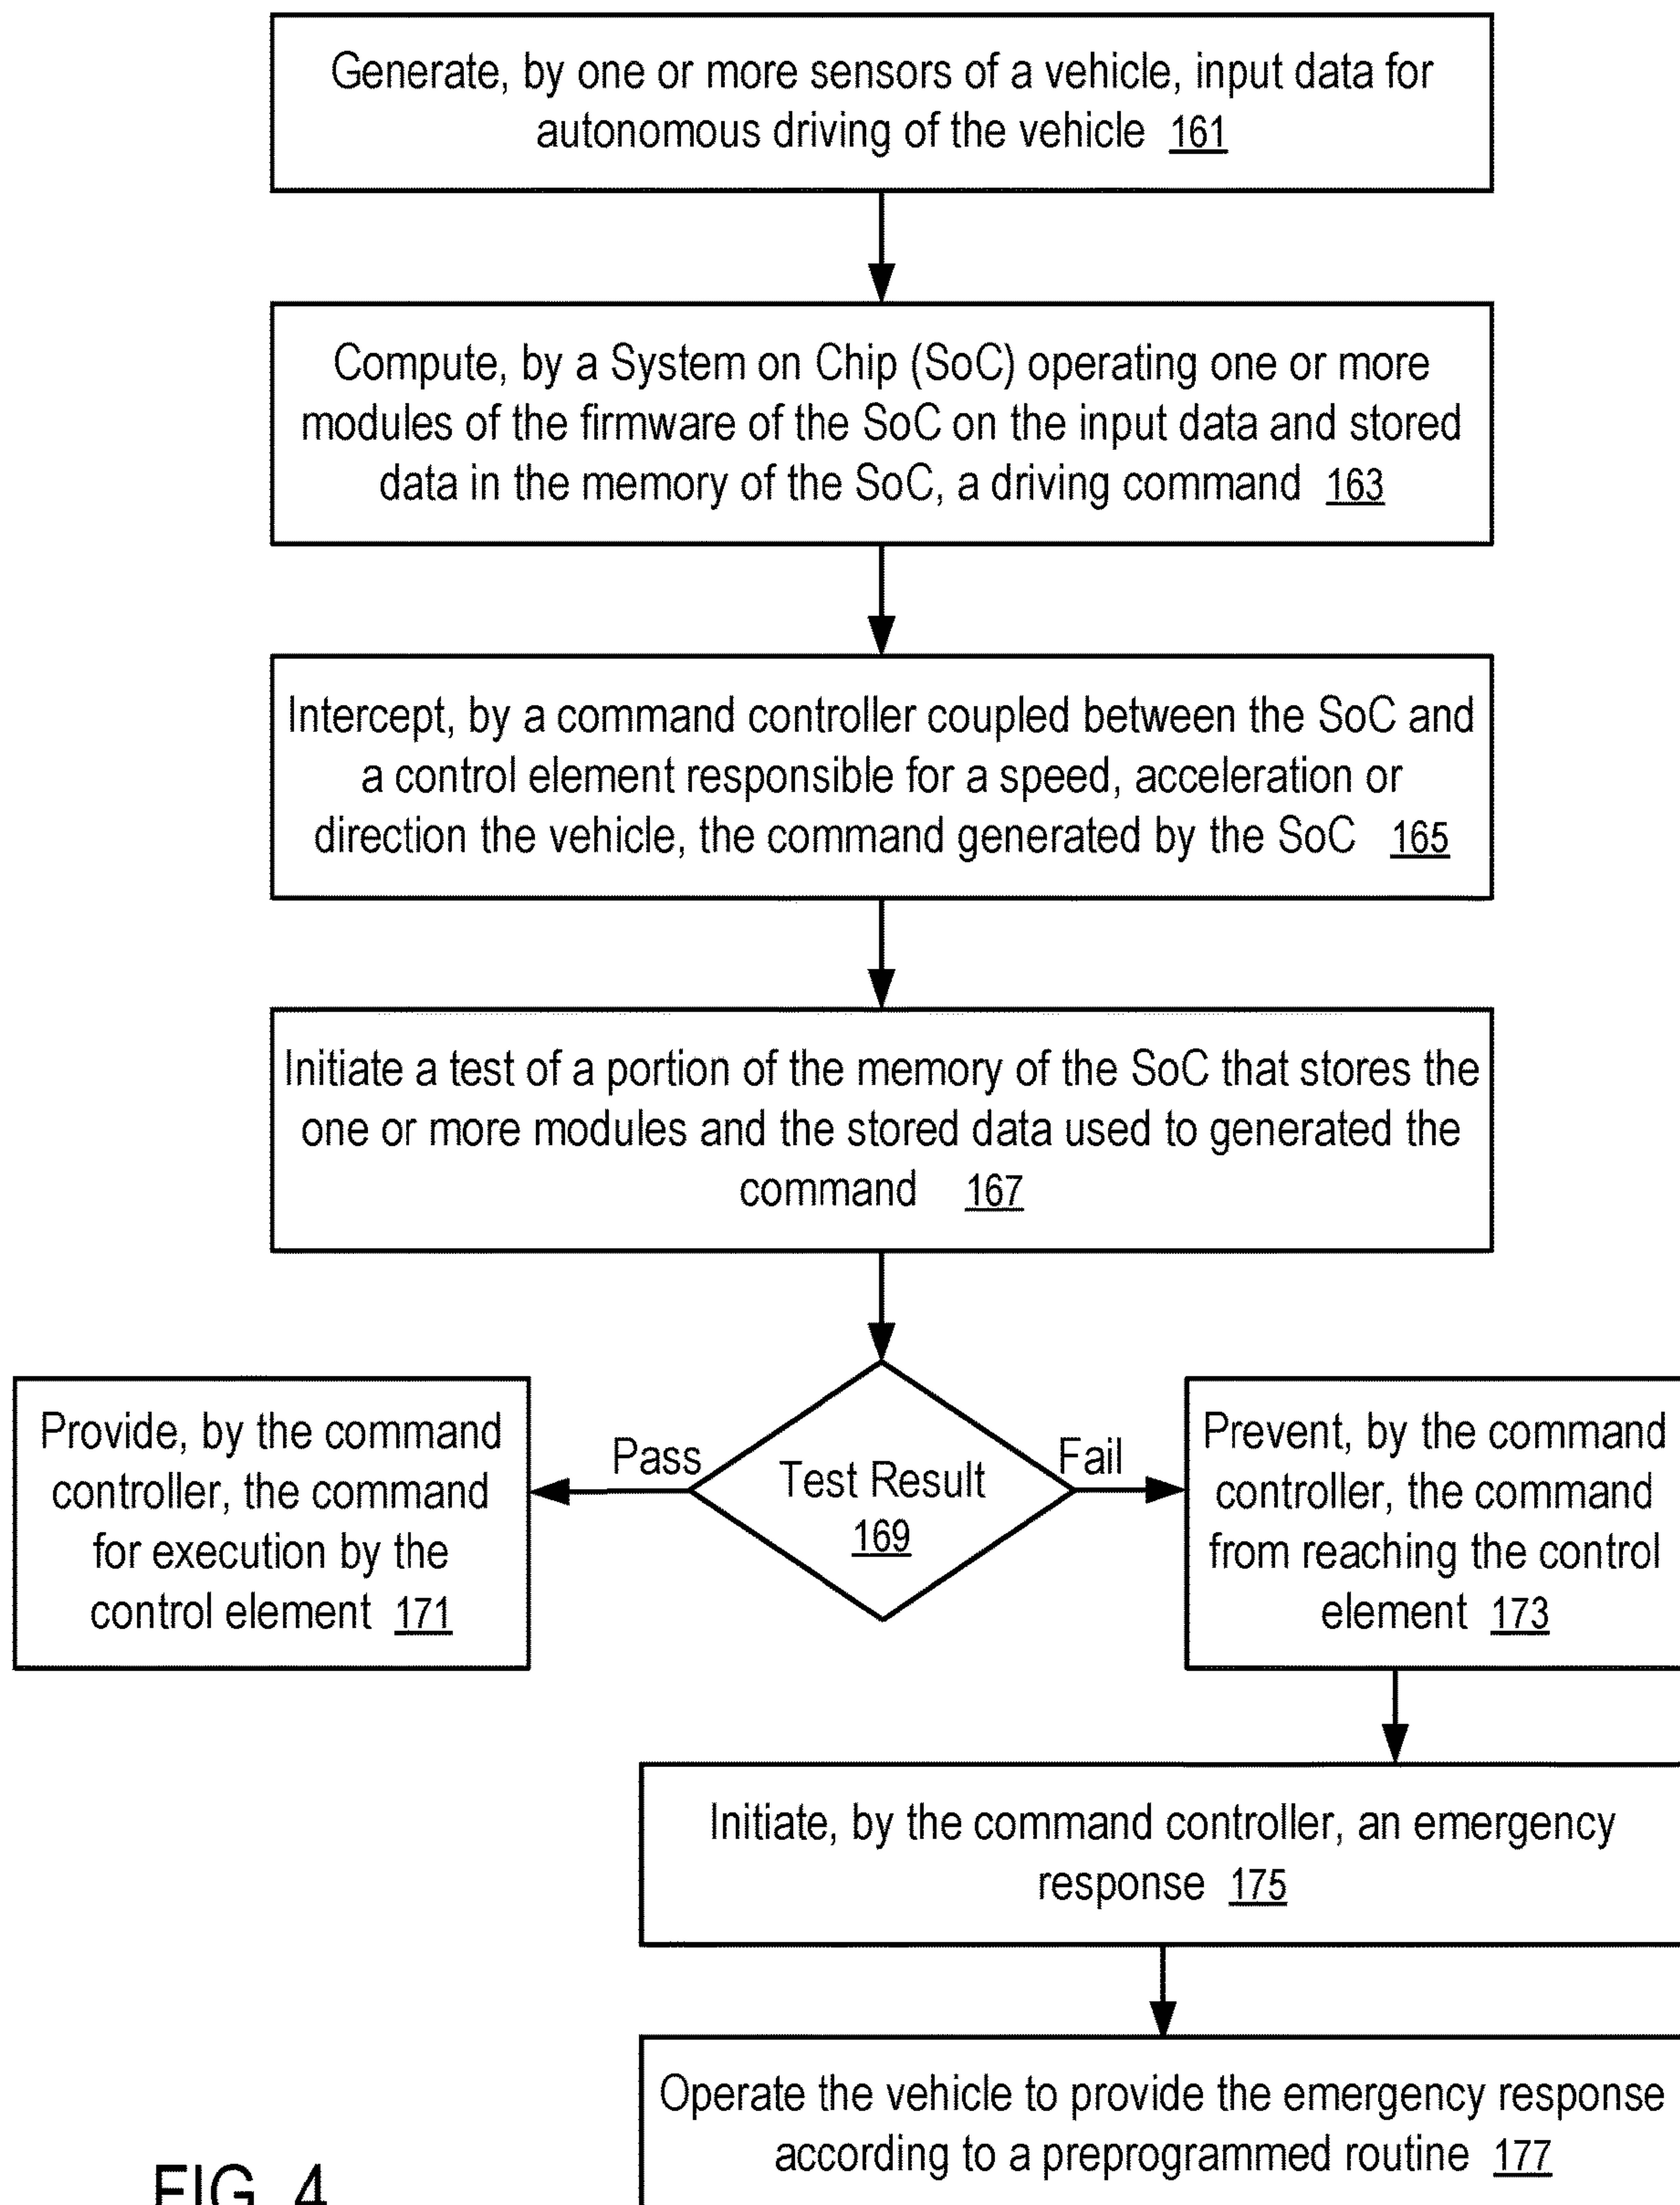 Generate, by one or more sensors of a vehicle, input data for
autonomous driving of the vehicle 161
Compute, by a System on Chip (SoC) operating one or more
modules of the firmware of the SoC on the input data and stored
data in the memory of the SoC, a driving command 163
Intercept, by a command controller coupled between the SoC and
a control element responsible for a speed, acceleration or
direction the vehicle, the command generated by the SoC 165
Initiate a test of a portion of the memory of the SoC that stores the
one or more modules and the stored data used to generated the
command 167
Provide, by the command
controller, the command
for execution by the
control element 171
Pass
Test Result
169
Fail
Prevent, by the command
controller, the command
from reaching the control
element 173
Initiate, by the command controller, an emergency
response 175
Operate the vehicle to provide the emergency response
according to a preprogrammed routine 177
FIG. 4